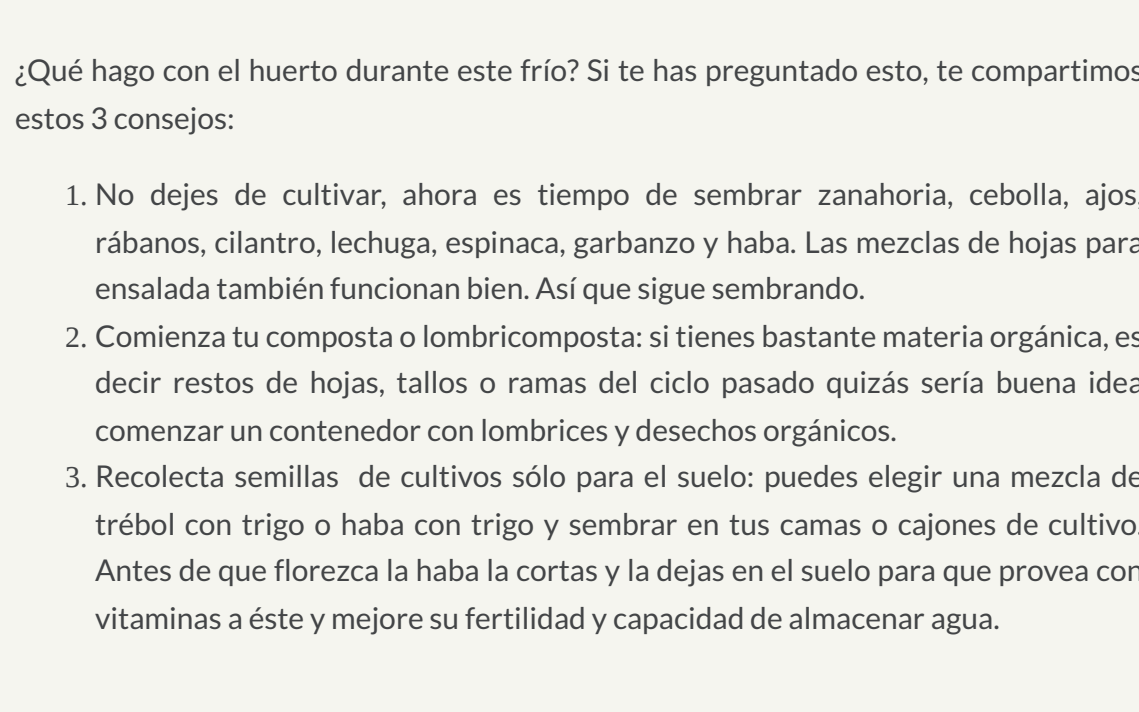 ¿Qué hago con el huerto durante este frío? Si te has preguntado esto, te compartimos
estos 3 consejos:
1. No dejes de cultivar, ahora es tiempo de sembrar zanahoria, cebolla, ajos,
rábanos, cilantro, lechuga, espinaca, garbanzo y haba. Las mezclas de hojas para
ensalada también funcionan bien. Así que sigue sembrando.
2. Comienza tu composta o lombricomposta: si tienes bastante materia orgánica, es
decir restos de hojas, tallos o ramas del ciclo pasado quizás sería buena idea
comenzar un contenedor con lombrices y desechos orgánicos.
3. Recolecta semillas  de cultivos sólo para el suelo: puedes elegir una mezcla de
trébol con trigo o haba con trigo y sembrar en tus camas o cajones de cultivo.
Antes de que florezca la haba la cortas y la dejas en el suelo para que provea con
vitaminas a éste y mejore su fertilidad y capacidad de almacenar agua.